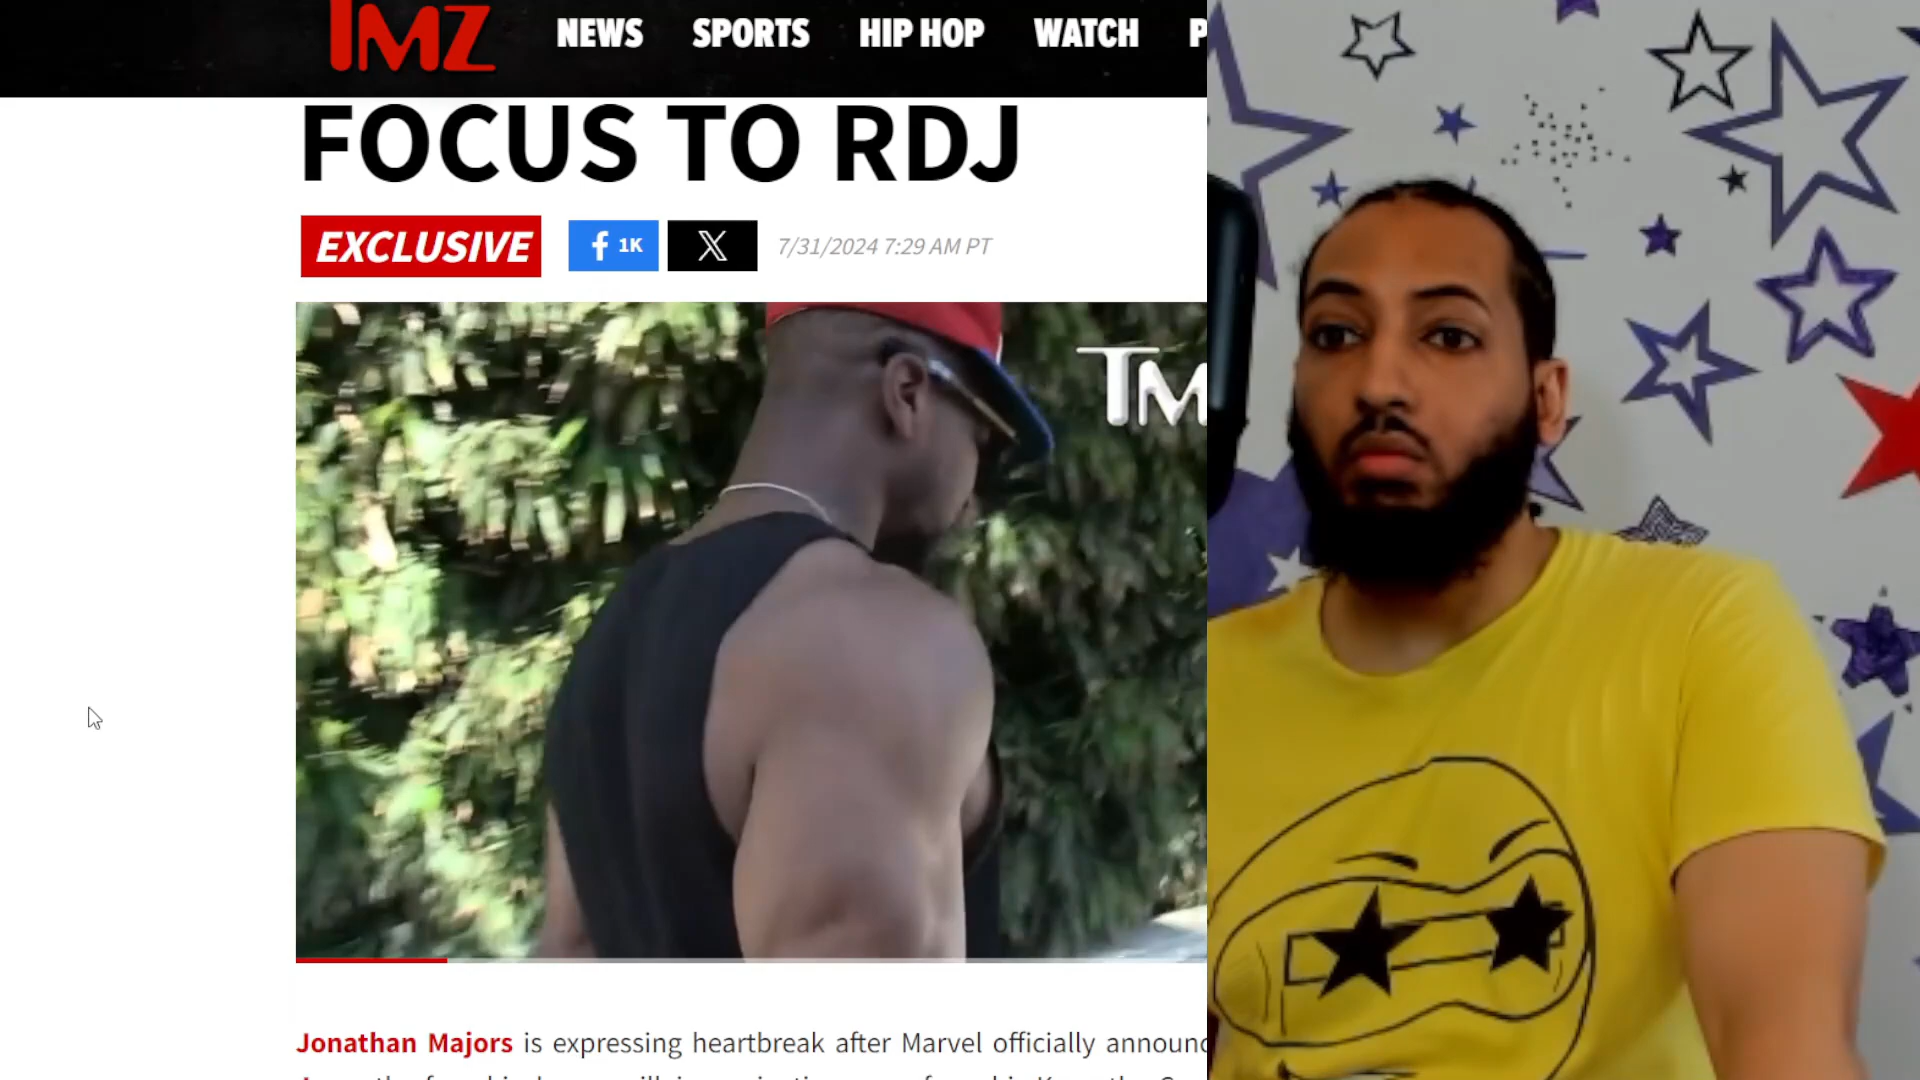 TMZ NEWS SPORTS HIP HOP WATCH P
FOCUS TO RDJ
EXCLUSIVE f 1K X 7/31/2024 7:29 AM PT
TM
Jonathan Majors is expressing heartbreak after Marvel officially announc